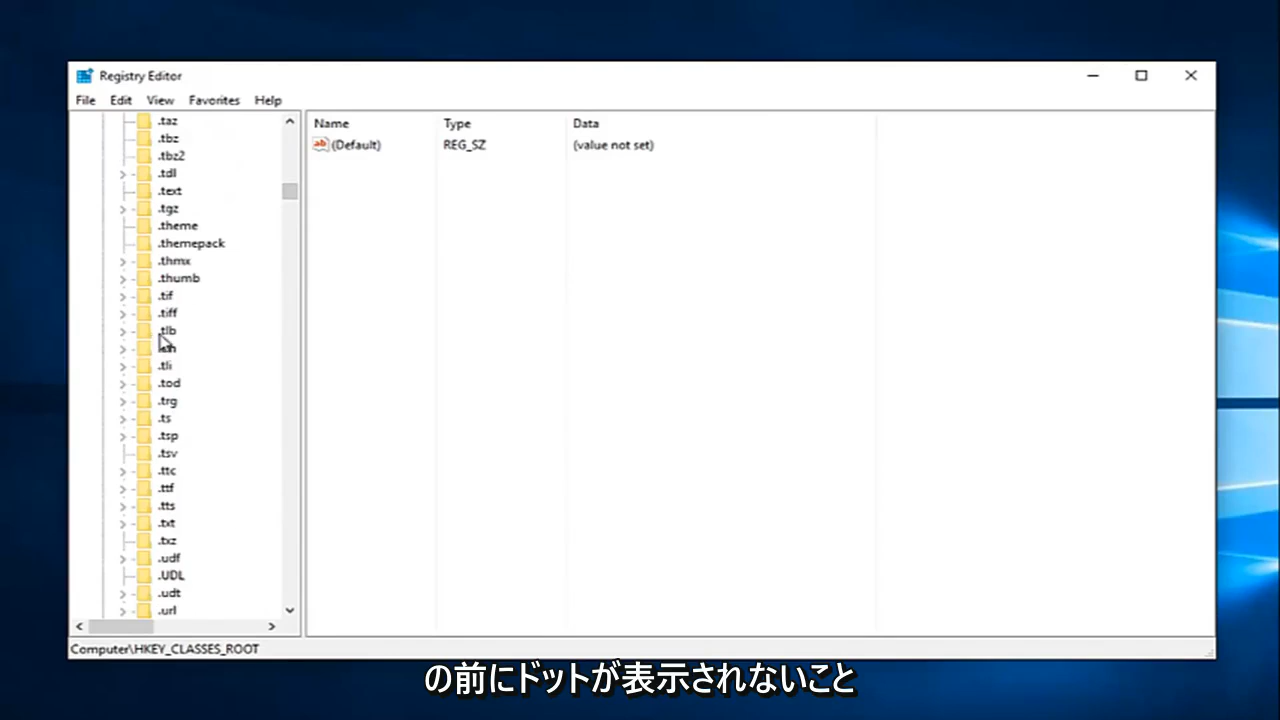 Registry Editor
File Edit View Favorites Help
.taz
.tbz
.tbz2
.tdl
.text
.tgz
.theme
.themepack
.thmx
.thumb
.tif
.tiff
.tlb
.tli
.tod
.trg
.ts
.tsp
.tsv
.ttc
.ttf
.tts
.txt
.txz
.udf
.UDL
.udt
.url
Name Type Data
ab (Default) REG_SZ (value not set)
Computer\HKEY_CLASSES_ROOT
の前にドットが表示されないこと